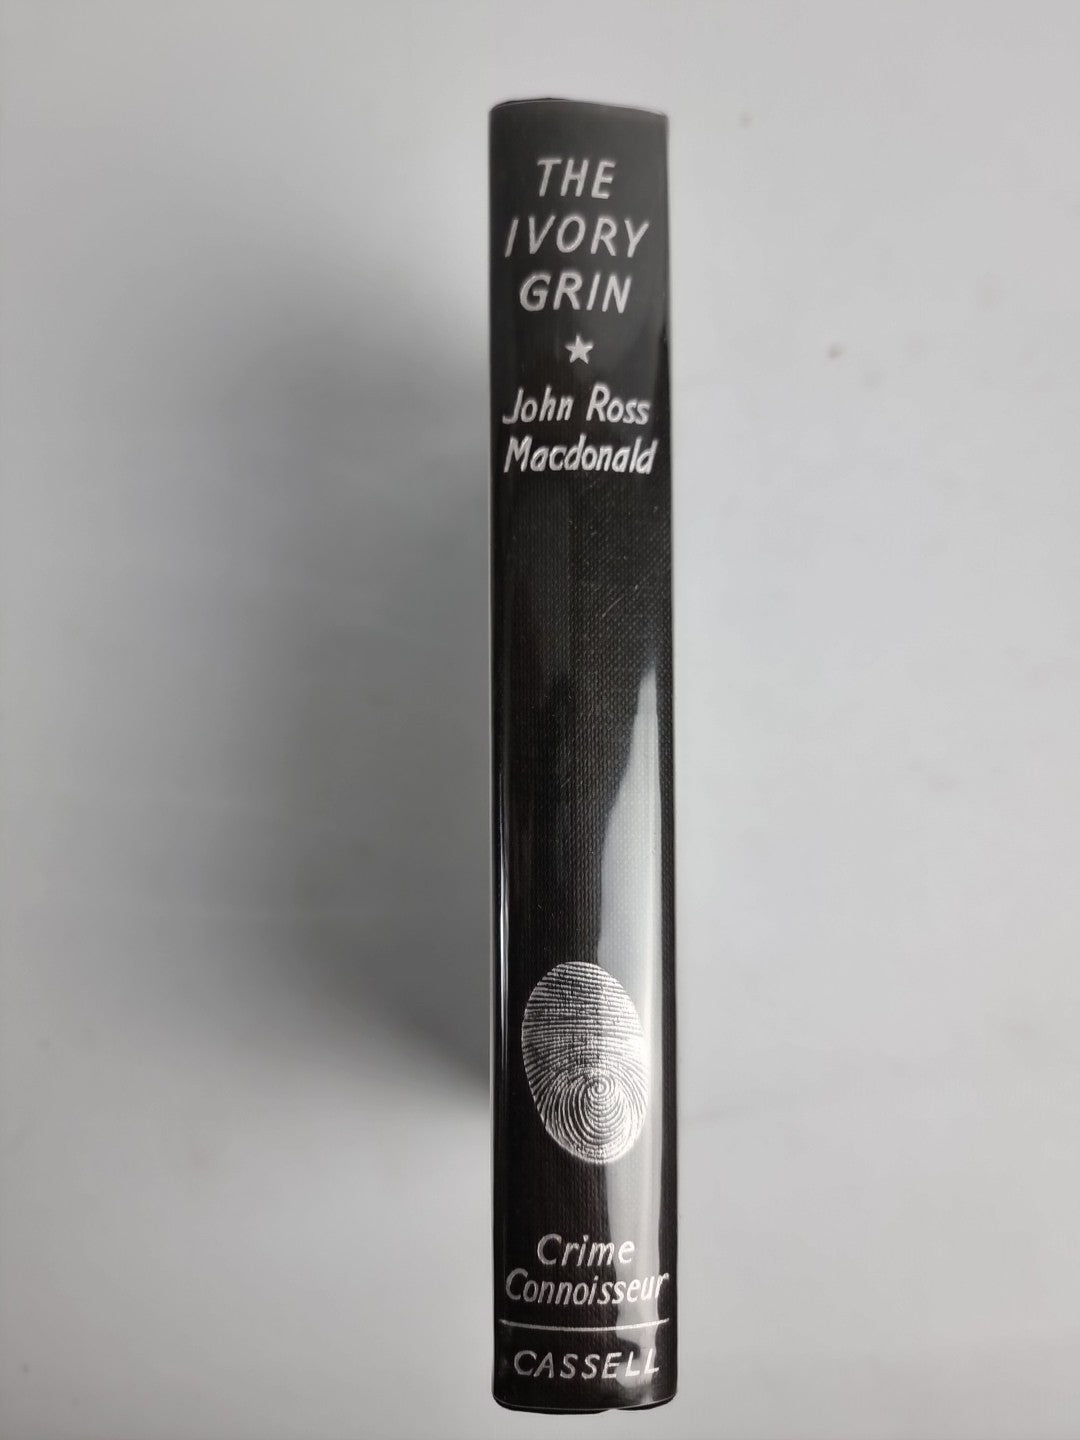 THE
IVORY
GRIN
John Ross
Macdonald
Crime
Connoisseur
CASSELL